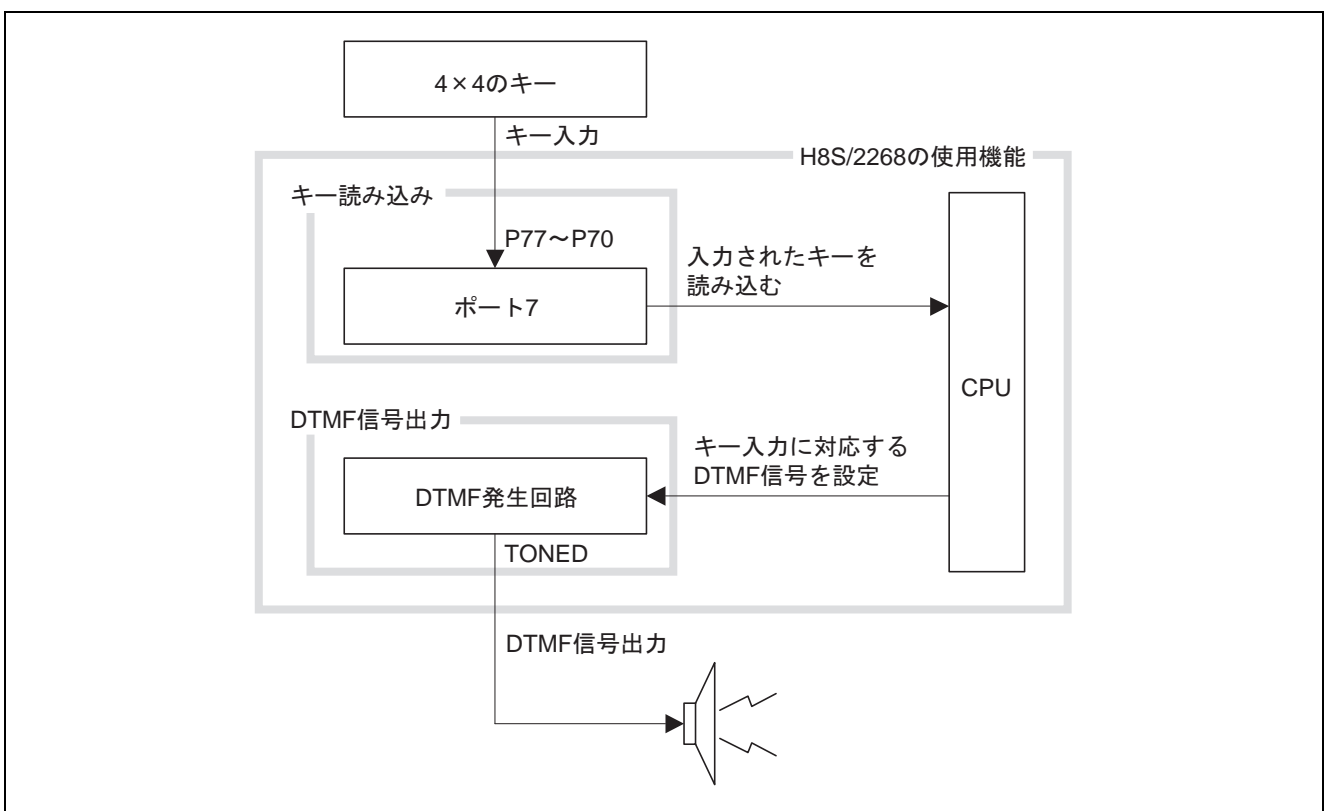 4×4のキー
キー入力
H8S/2268の使用機能
キー読み込み
P77～P70
ポート7
入力されたキーを
読み込む
CPU
DTMF信号出力
DTMF発生回路
キー入力に対応する
DTMF信号を設定
TONED
DTMF信号出力